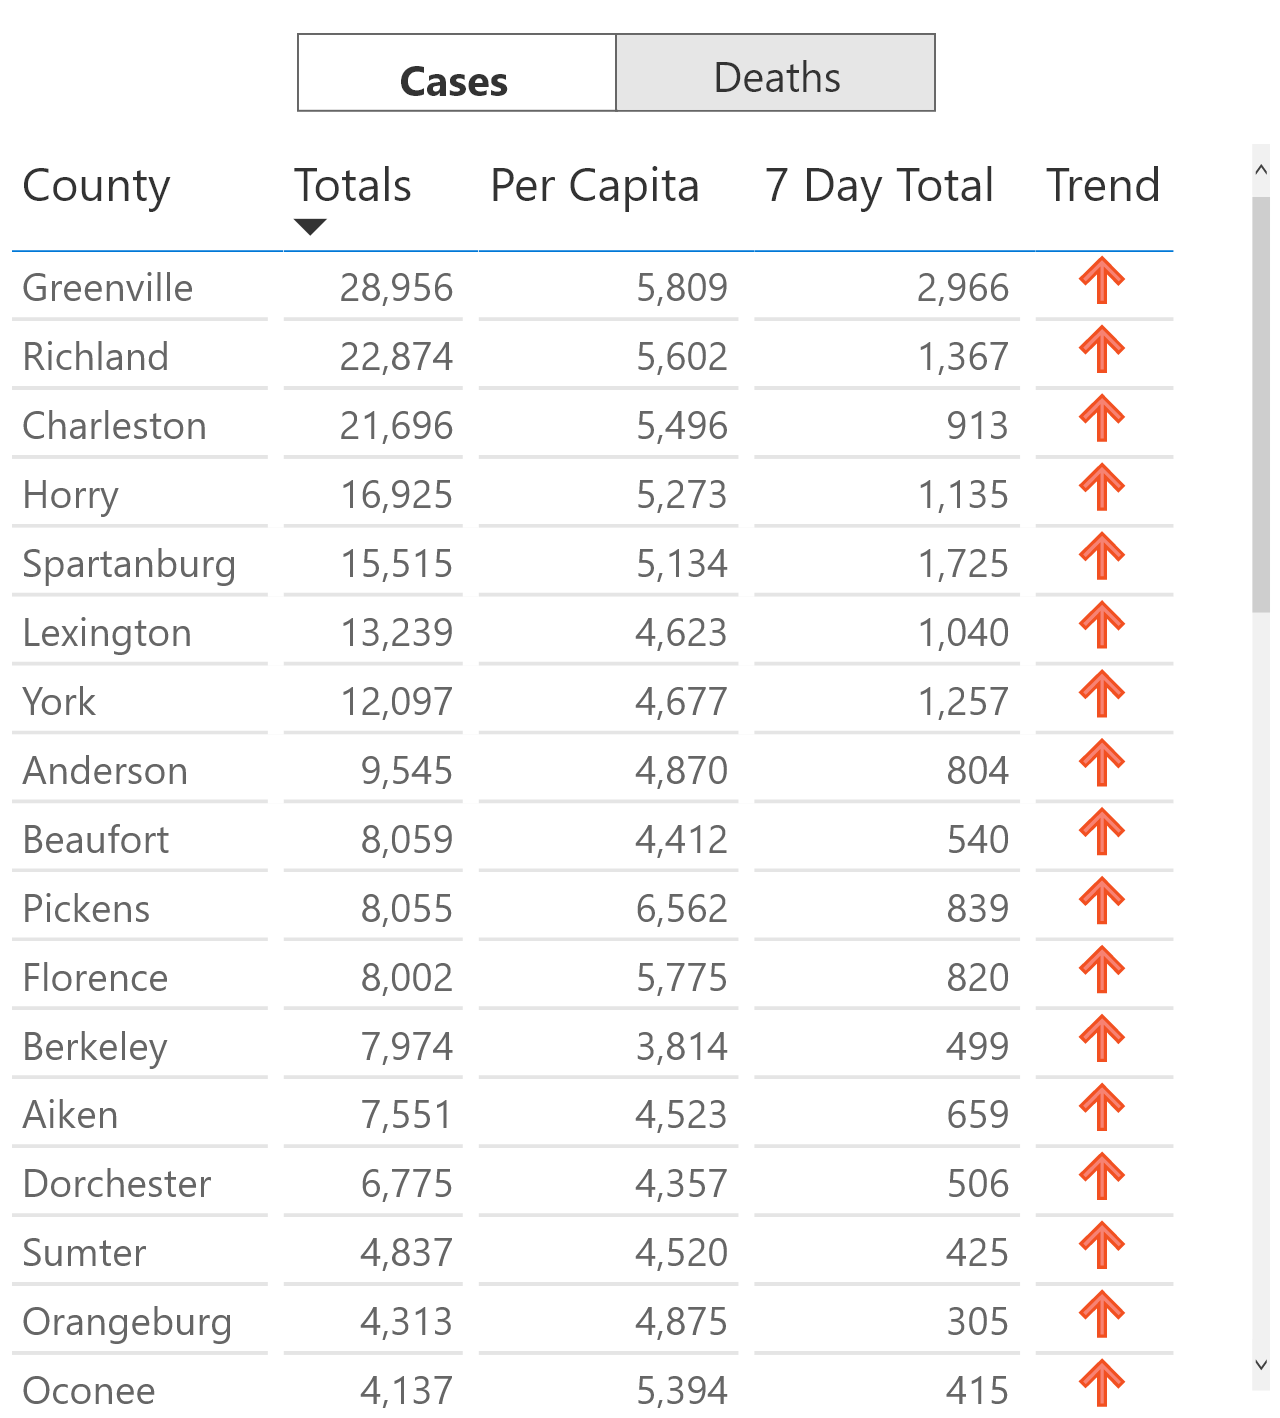 Cases Deaths
County Totals Per Capita 7 Day Total Trend
Greenville 28,956 5,809 2,966
Richland 22,874 5,602 1,367
Charleston 21,696 5,496 913
Horry 16,925 5,273 1,135
Spartanburg 15,515 5,134 1,725
Lexington 13,239 4,623 1,040
York 12,097 4,677 1,257
Anderson 9,545 4,870 804
Beaufort 8,059 4,412 540
Pickens 8,055 6,562 839
Florence 8,002 5,775 820
Berkeley 7,974 3,814 499
Aiken 7,551 4,523 659
Dorchester 6,775 4,357 506
Sumter 4,837 4,520 425
Orangeburg 4,313 4,875 305
Oconee 4,137 5,394 415